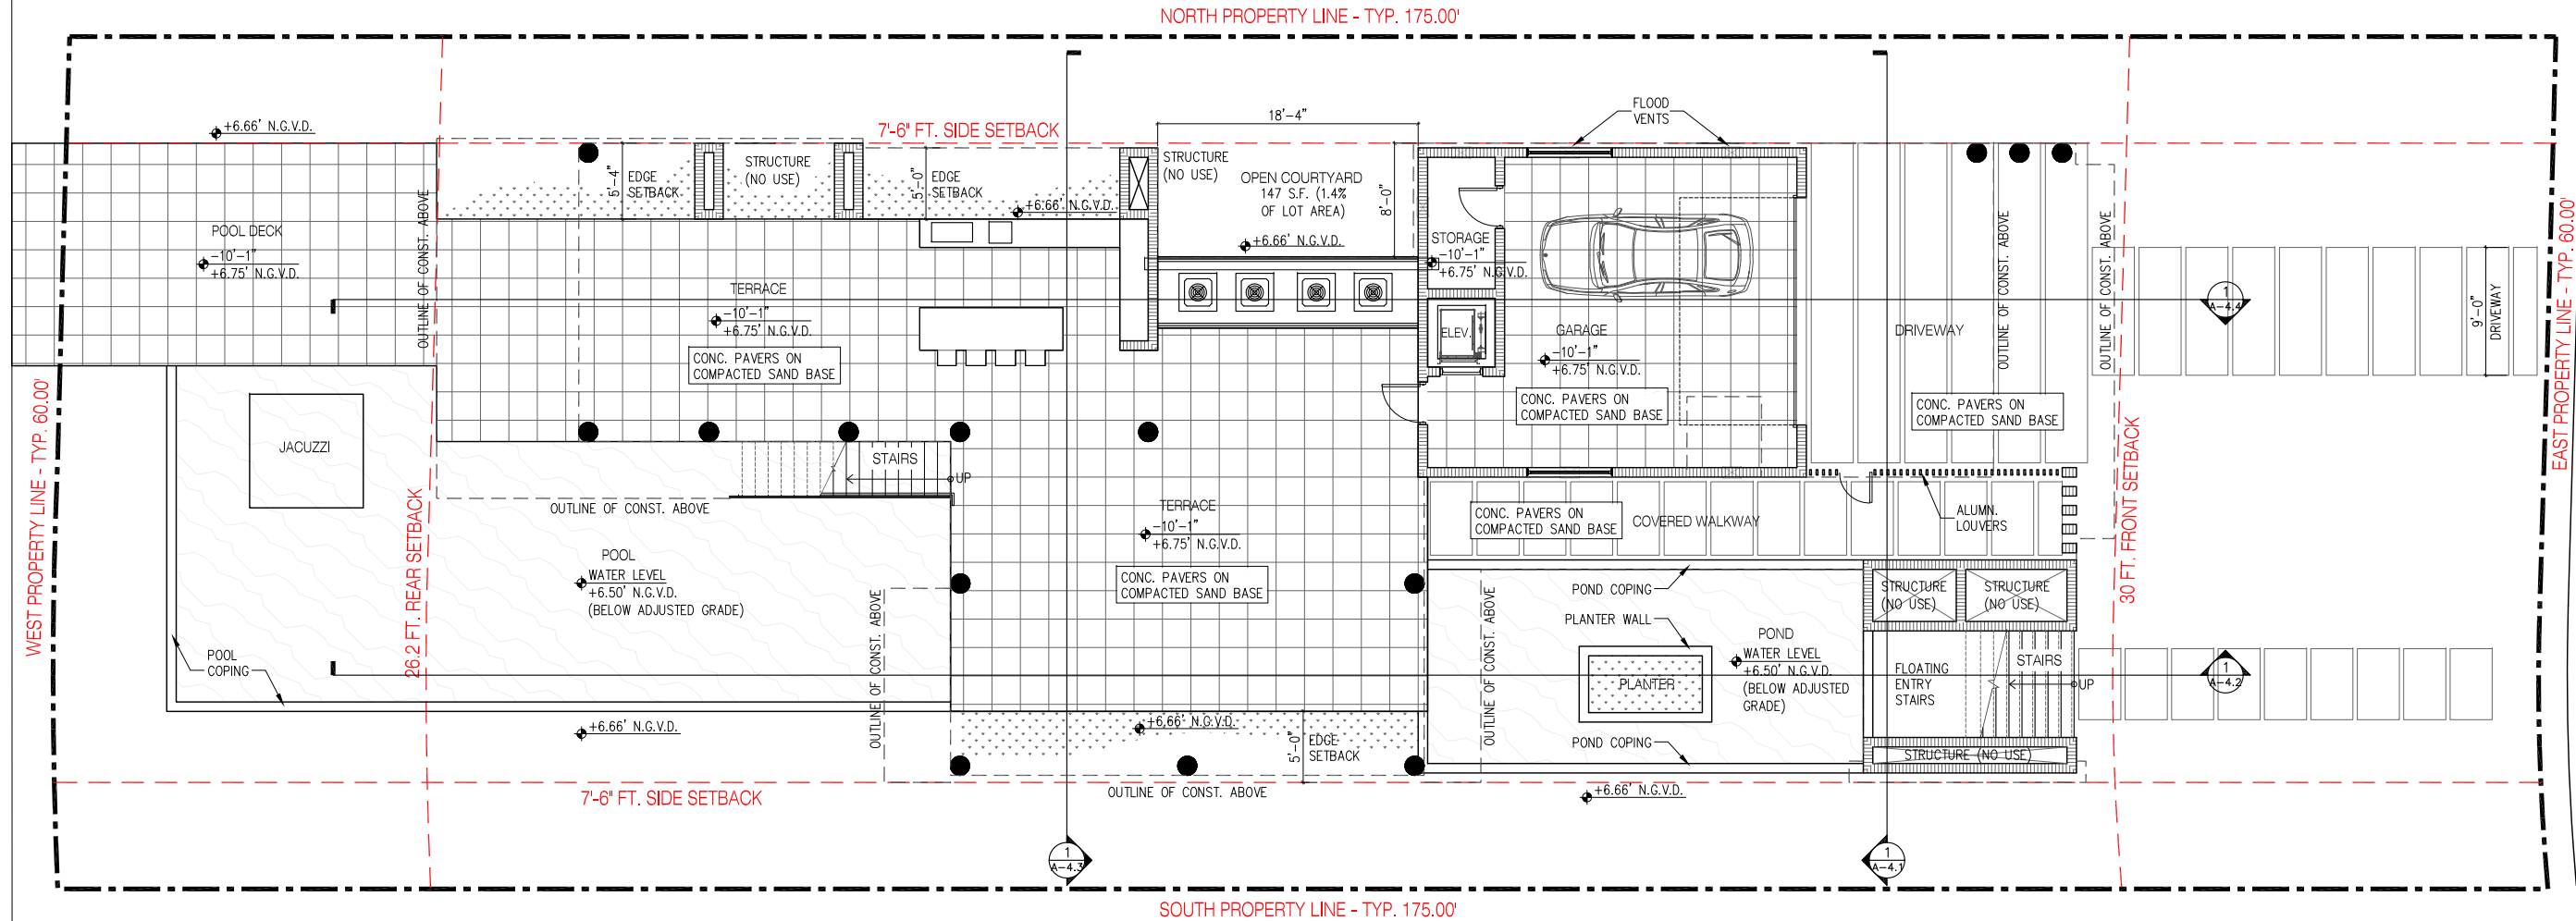 NORTH PROPERTY LINE - TYP. 175.00'
+6.66' N.G.V.D.
7'-6" FT. SIDE SETBACK
18'-4"
FLOOD
VENTS
5'-4"
EDGE
SETBACK
STRUCTURE
(NO USE)
5'-0"
EDGE
SETBACK
+6.66' N.G.V.D.
STRUCTURE
(NO USE)
OPEN COURTYARD
147 S.F. (1.4%
OF LOT AREA)
+6.66' N.G.V.D.
8'-0"
POOL DECK
-10'-1"
+6.75' N.G.V.D.
OUTLINE OF CONST. ABOVE
TERRACE
-10'-1"
+6.75' N.G.V.D.
CONC. PAVERS ON
COMPACTED SAND BASE
STORAGE
-10'-1"
+6.75' N.G.V.D.
ELEV.
GARAGE
-10'-1"
+6.75' N.G.V.D.
CONC. PAVERS ON
COMPACTED SAND BASE
DRIVEWAY
OUTLINE OF CONST. ABOVE
OUTLINE OF CONST. ABOVE
CONC. PAVERS ON
COMPACTED SAND BASE
1
A-4.4
9'-0"
DRIVEWAY
EAST PROPERTY LINE - TYP. 60.00'
WEST PROPERTY LINE - TYP. 60.00'
JACUZZI
26.2 FT. REAR SETBACK
STAIRS
UP
OUTLINE OF CONST. ABOVE
POOL
WATER LEVEL
+6.50' N.G.V.D.
(BELOW ADJUSTED GRADE)
POOL
COPING
+6.66' N.G.V.D.
OUTLINE OF CONST. ABOVE
TERRACE
-10'-1"
+6.75' N.G.V.D.
CONC. PAVERS ON
COMPACTED SAND BASE
+6.66' N.G.V.D.
5'-0"
EDGE
SETBACK
OUTLINE OF CONST. ABOVE
CONC. PAVERS ON
COMPACTED SAND BASE
COVERED WALKWAY
ALUMN.
LOUVERS
30 FT. FRONT SETBACK
OUTLINE OF CONST. ABOVE
POND COPING
PLANTER WALL
PLANTER
POND
WATER LEVEL
+6.50' N.G.V.D.
(BELOW ADJUSTED
GRADE)
POND COPING
STRUCTURE
(NO USE)
STRUCTURE
(NO USE)
FLOATING
ENTRY
STAIRS
STAIRS
UP
STRUCTURE (NO USE)
1
A-4.2
+6.66' N.G.V.D.
7'-6" FT. SIDE SETBACK
1
A-4.3
1
A-4.1
SOUTH PROPERTY LINE - TYP. 175.00'